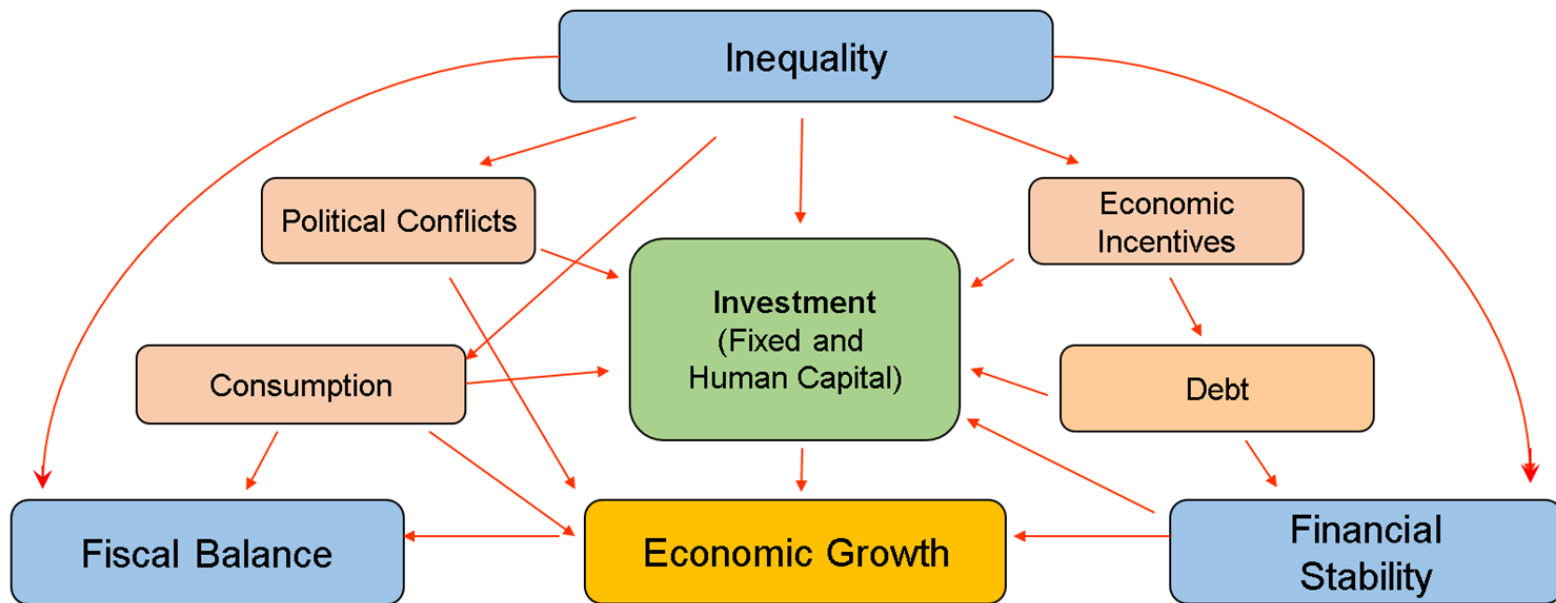 Inequality
Political Conflicts
Economic
Incentives
Investment
(Fixed and
Human Capital)
Consumption
Debt
Fiscal Balance
Economic Growth
Financial
Stability